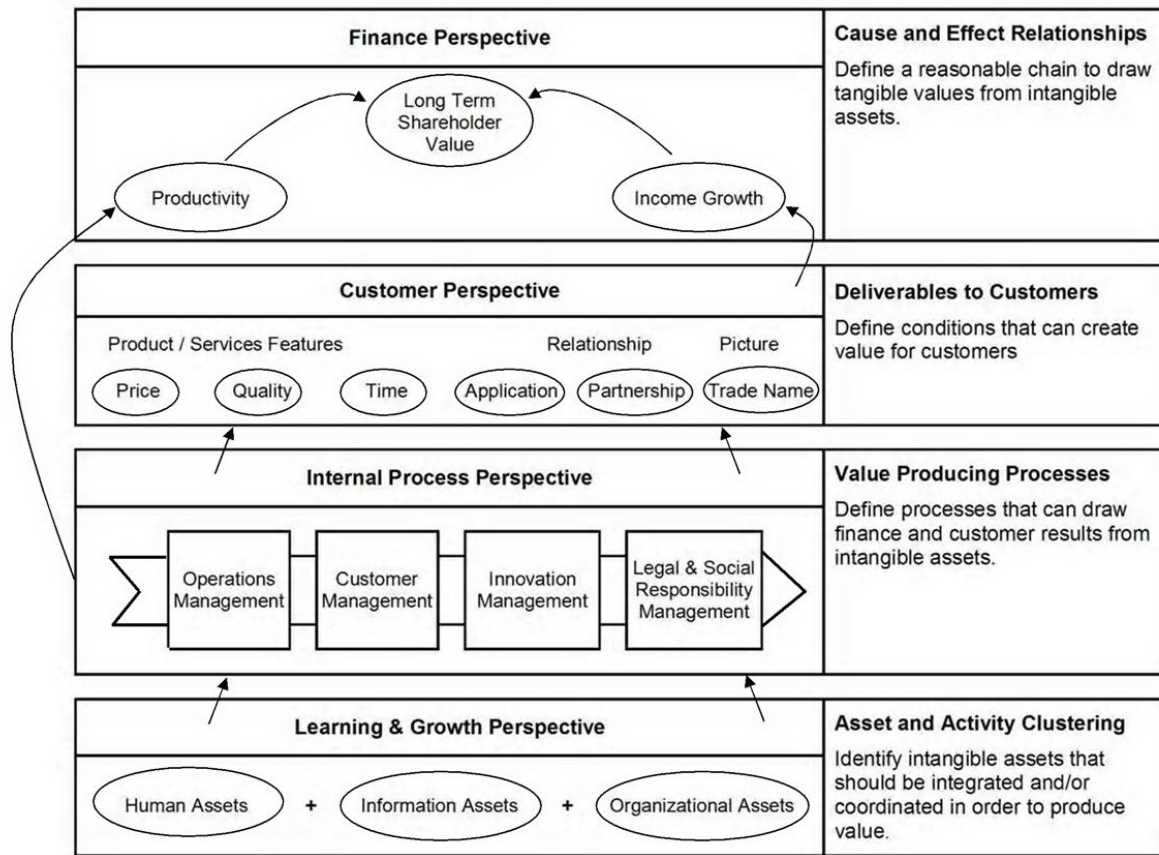 Finance Perspective
Long Term
Shareholder
Value
Productivity
Income Growth
Cause and Effect Relationships
Define a reasonable chain to draw
tangible values from intangible
assets.
Customer Perspective
Product / Services Features
Relationship
Picture
Price
Quality
Time
Application
Partnership
Trade Name
Deliverables to Customers
Define conditions that can create
value for customers
Internal Process Perspective
Operations
Management
Customer
Management
Innovation
Management
Legal & Social
Responsibility
Management
Value Producing Processes
Define processes that can draw
finance and customer results from
intangible assets.
Learning & Growth Perspective
Human Assets
+
Information Assets
+
Organizational Assets
Asset and Activity Clustering
Identify intangible assets that
should be integrated and/or
coordinated in order to produce
value.